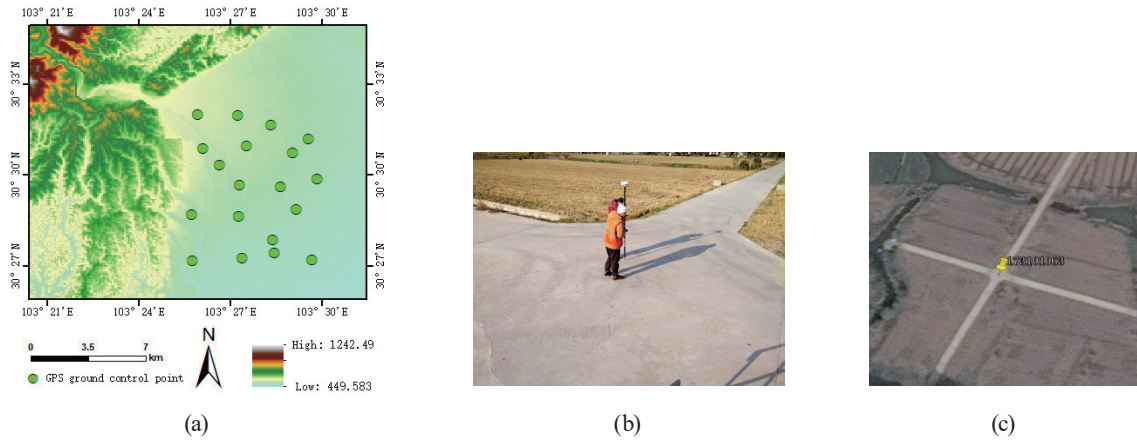 103° 21′E 103° 24′E 103° 27′E 103° 30′E
30° 33′N 30° 33′N
30° 30′N 30° 30′N
30° 27′N 30° 27′N
103° 21′E 103° 24′E 103° 27′E 103° 30′E
N
0 3.5 7
km
High: 1242.49
GPS ground control point
Low: 449.583
173101063
(a) (b) (c)